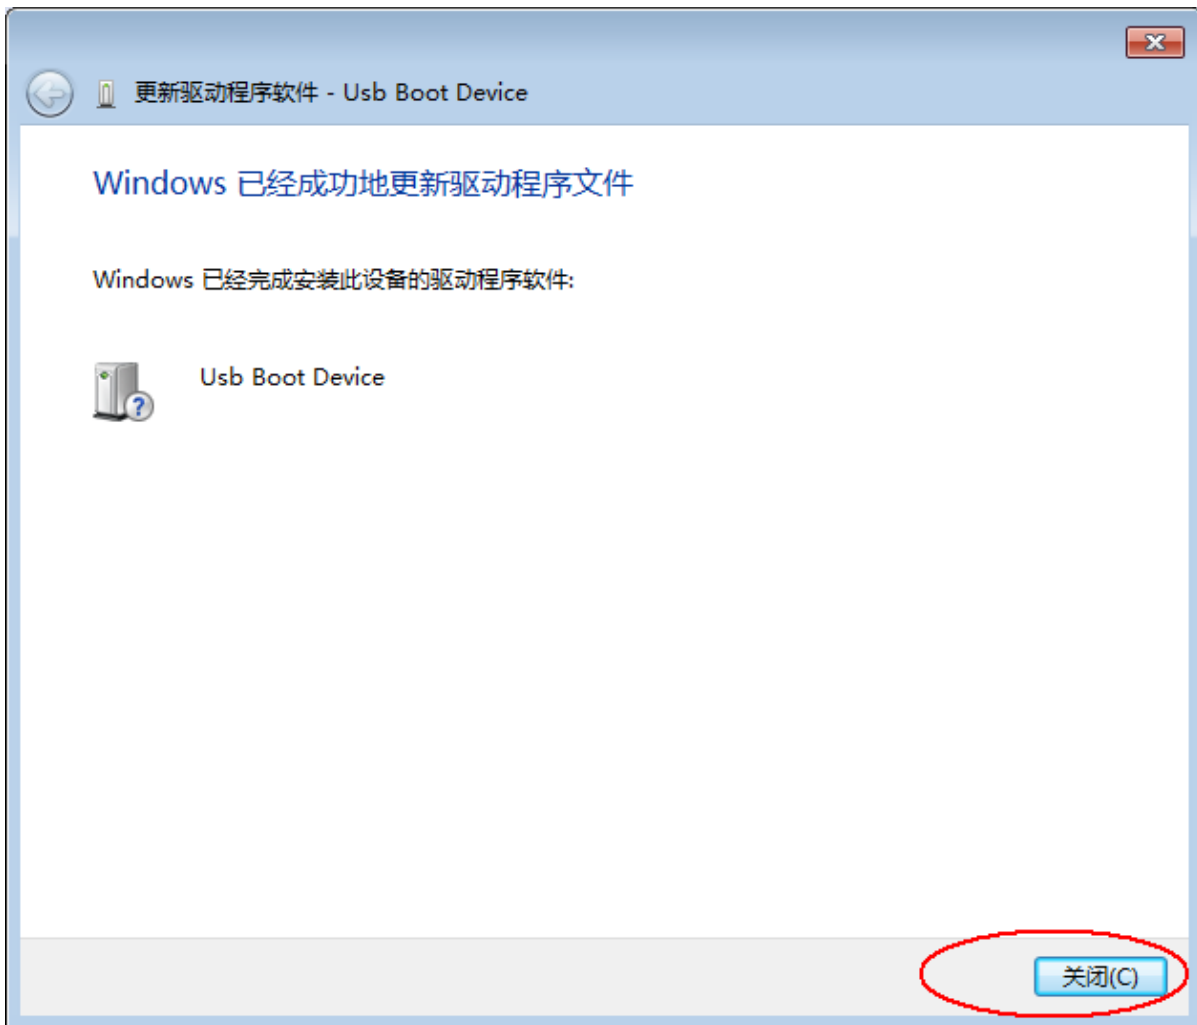 更新驱动程序软件 - Usb Boot Device
Windows 已经成功地更新驱动程序文件
Windows 已经完成安装此设备的驱动程序软件:
Usb Boot Device
关闭(C)